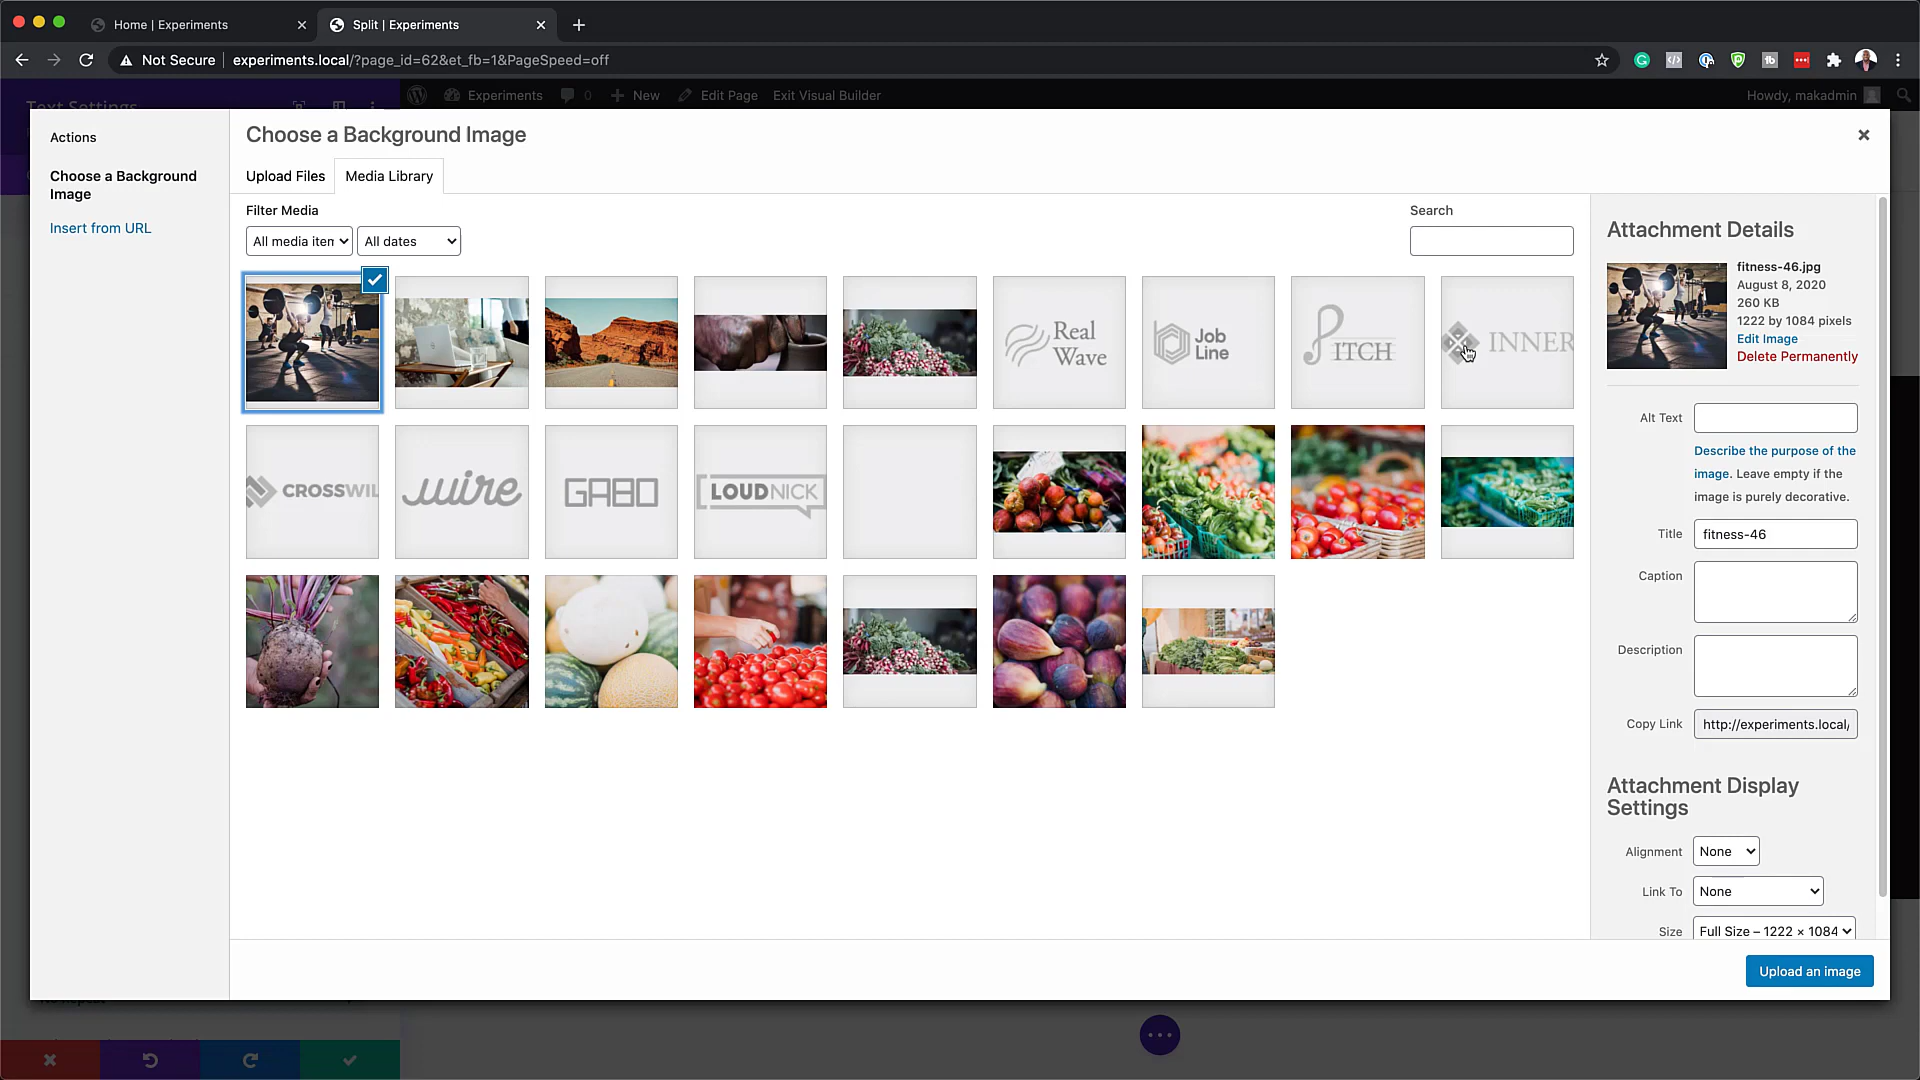 Home | Experiments
Split | Experiments
Not Secure
experiments.local/?page_id=62&et_fb=1&PageSpeed=off
Text Settings
Experiments
0
New
Edit Page
Exit Visual Builder
Howdy, makadmin
Actions
Choose a Background
Image
Insert from URL
Choose a Background Image
Upload Files
Media Library
Filter Media
All media iten
All dates
Search
Real
Wave
Job
Line
PITCH
INNER
CROSSWIL
wire
GABO
LOUDNICK
Attachment Details
fitness-46.jpg
August 8, 2020
260 KB
1222 by 1084 pixels
Edit Image
Delete Permanently
Alt Text
Describe the purpose of the
image. Leave empty if the
image is purely decorative.
Title
fitness-46
Caption
Description
Copy Link
http://experiments.local/
Attachment Display
Settings
Alignment
None
Link To
None
Size
Full Size – 1222 × 1084
Upload an image